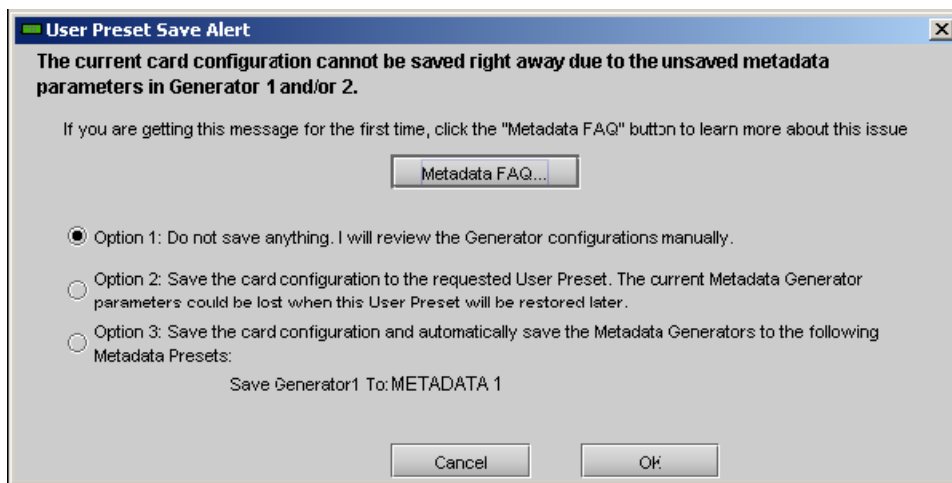 User Preset Save Alert
The current card configuration cannot be saved right away due to the unsaved metadata
parameters in Generator 1 and/or 2.
If you are getting this message for the first time, click the "Metadata FAQ" button to learn more about this issue
Metadata FAQ...
Option 1: Do not save anything. I will review the Generator configurations manually.
Option 2: Save the card configuration to the requested User Preset. The current Metadata Generator
parameters could be lost when this User Preset will be restored later.
Option 3: Save the card configuration and automatically save the Metadata Generators to the following
Metadata Presets:
Save Generator1 To: METADATA 1
Cancel OK